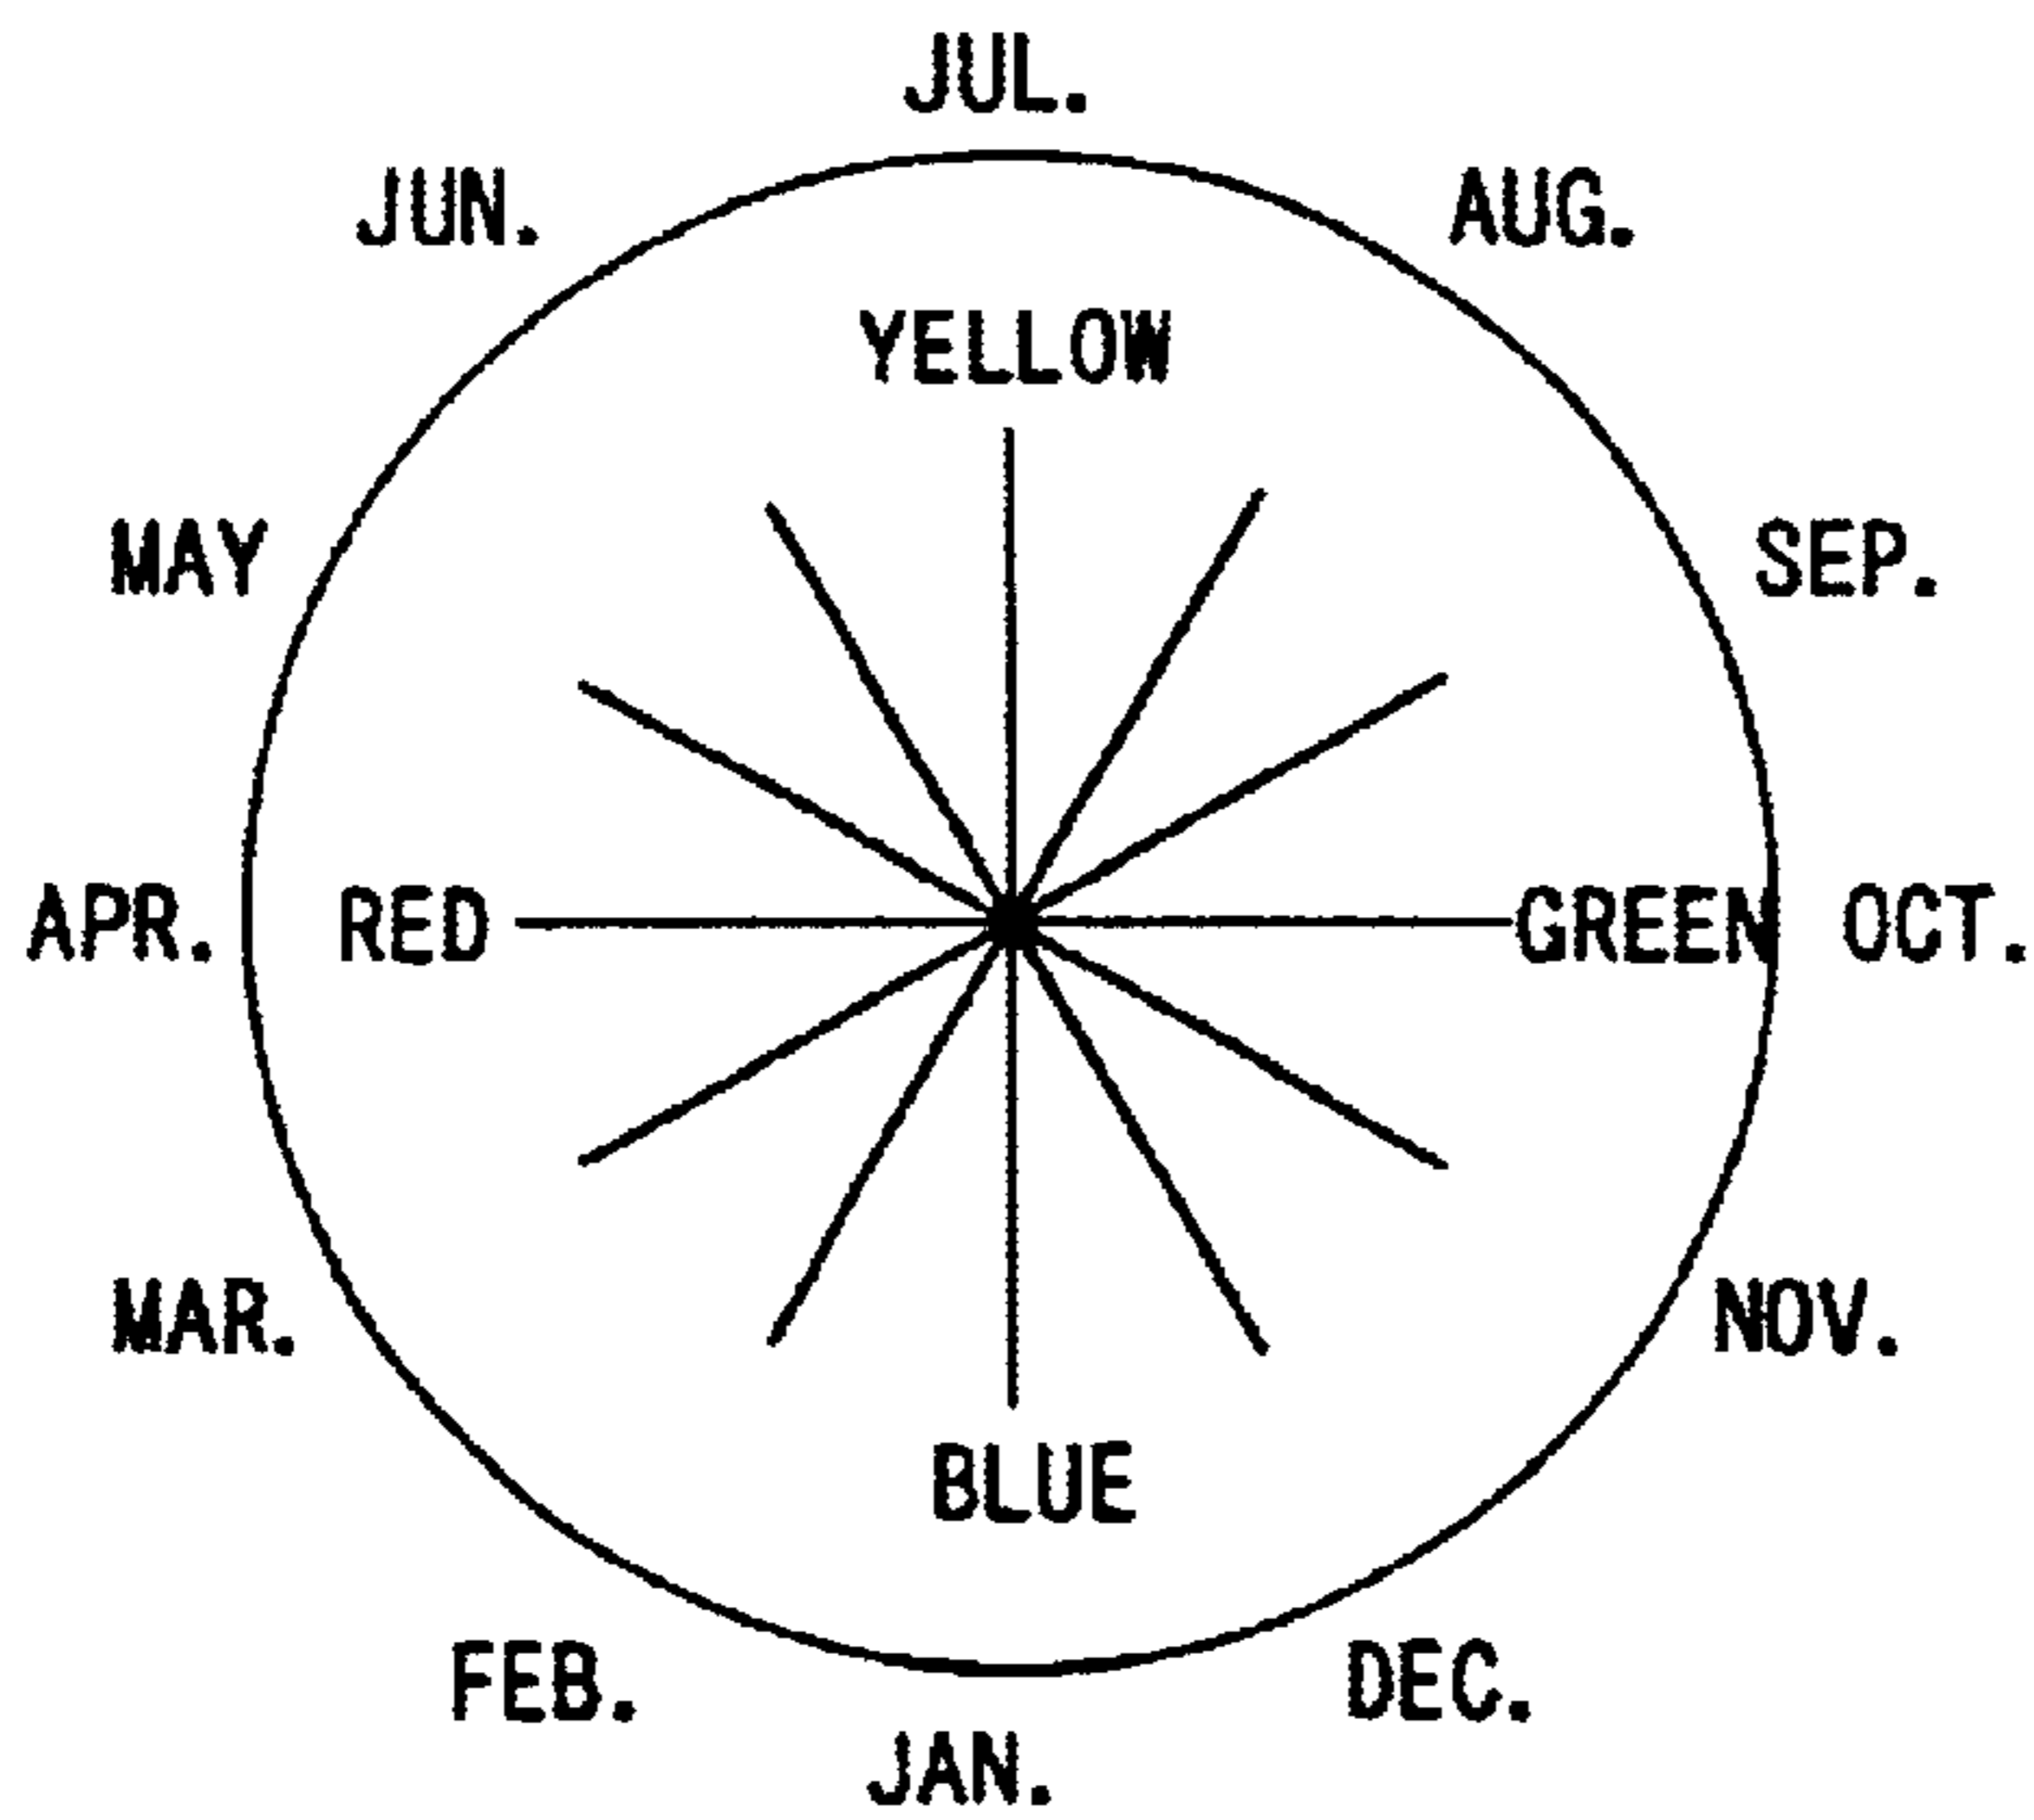 JUL.
JUN.
AUG.
YELLOW
MAY
SEP.
APR.
RED
GREEN
OCT.
MAR.
NOV.
BLUE
FEB.
DEC.
JAN.